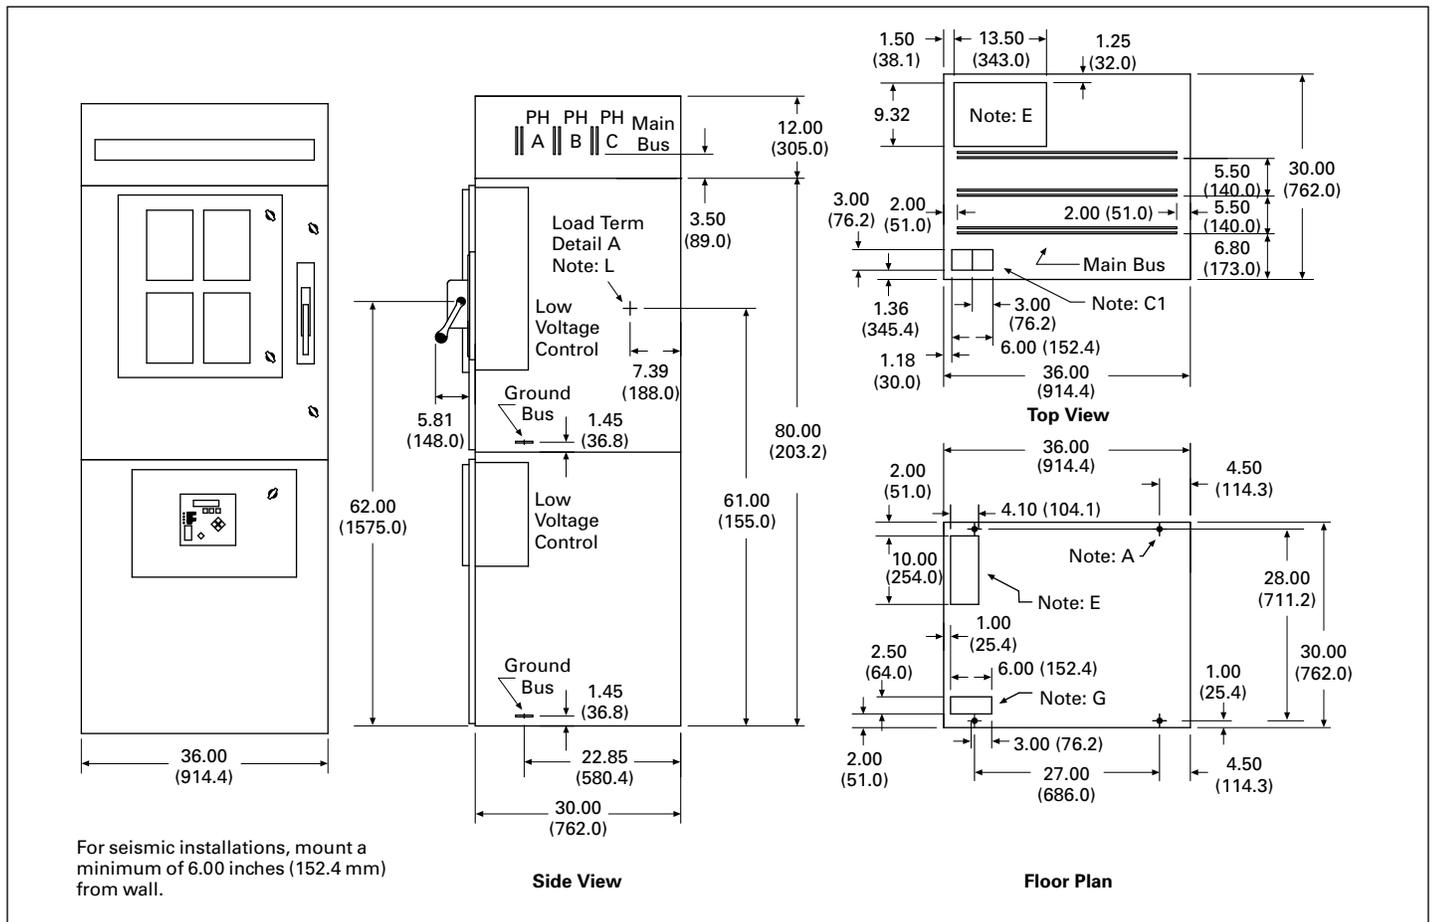 36.00
(914.4)
For seismic installations, mount a
minimum of 6.00 inches (152.4 mm)
from wall.
PH PH PH Main
A B C Bus
12.00
(305.0)
3.50
(89.0)
Load Term
Detail A
Note: L
Low
Voltage
Control
7.39
(188.0)
5.81
(148.0)
Ground
Bus
1.45
(36.8)
80.00
(203.2)
62.00
(1575.0)
Low
Voltage
Control
61.00
(155.0)
Ground
Bus
1.45
(36.8)
22.85
(580.4)
30.00
(762.0)
Side View
1.50
(38.1)
13.50
(343.0)
1.25
(32.0)
9.32
Note: E
5.50
(140.0)
30.00
(762.0)
3.00
(76.2)
2.00
(51.0)
2.00 (51.0)
5.50
(140.0)
6.80
(173.0)
Main Bus
Note: C1
1.36
(345.4)
3.00
(76.2)
6.00 (152.4)
1.18
(30.0)
36.00
(914.4)
Top View
36.00
(914.4)
2.00
(51.0)
4.50
(114.3)
4.10 (104.1)
Note: A
10.00
(254.0)
28.00
(711.2)
Note: E
1.00
(25.4)
2.50
(64.0)
6.00 (152.4)
30.00
(762.0)
1.00
(25.4)
Note: G
3.00 (76.2)
2.00
(51.0)
27.00
(686.0)
4.50
(114.3)
Floor Plan